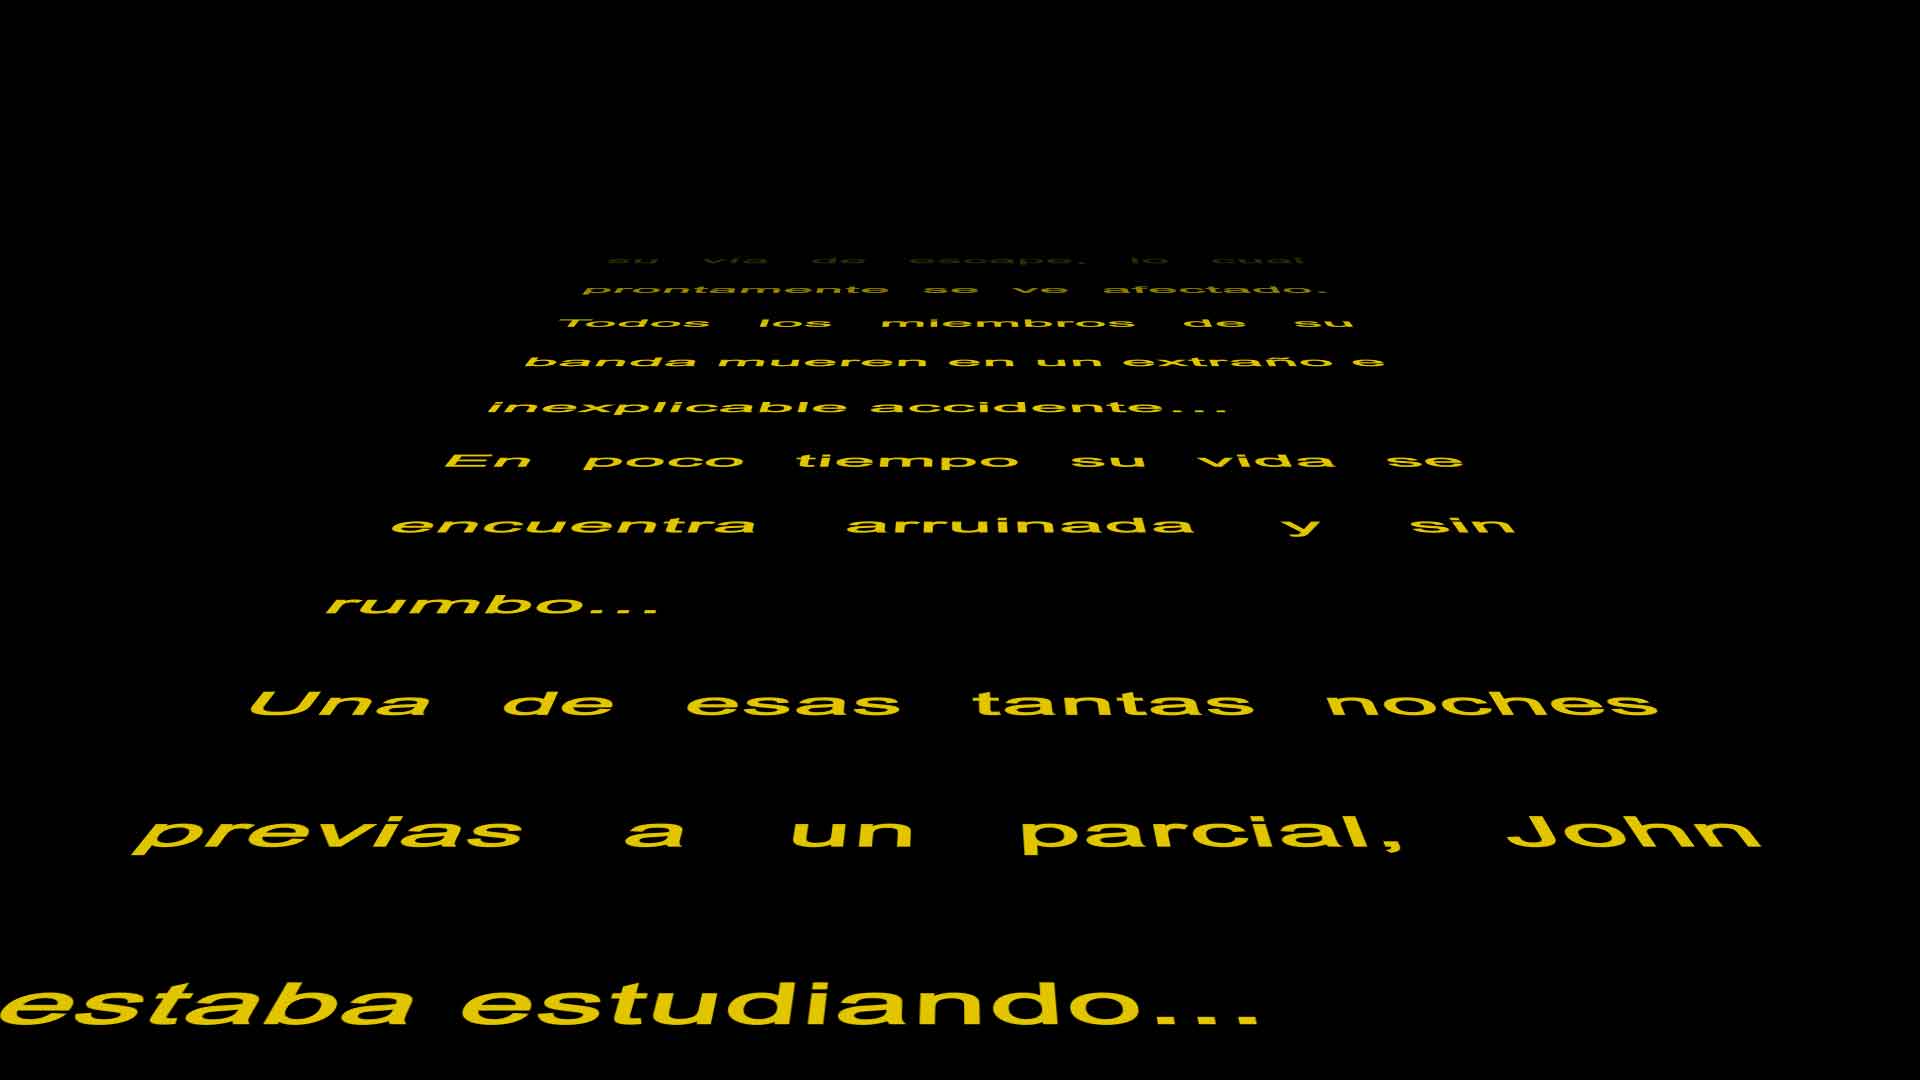 su vía de escape, lo cual
prontamente se ve afectado.
Todos los miembros de su
banda mueren en un extraño e
inexplicable accidente...
En poco tiempo su vida se
encuentra arruinada y sin
rumbo...
Una de esas tantas noches
previas a un parcial, John
estaba estudiando...